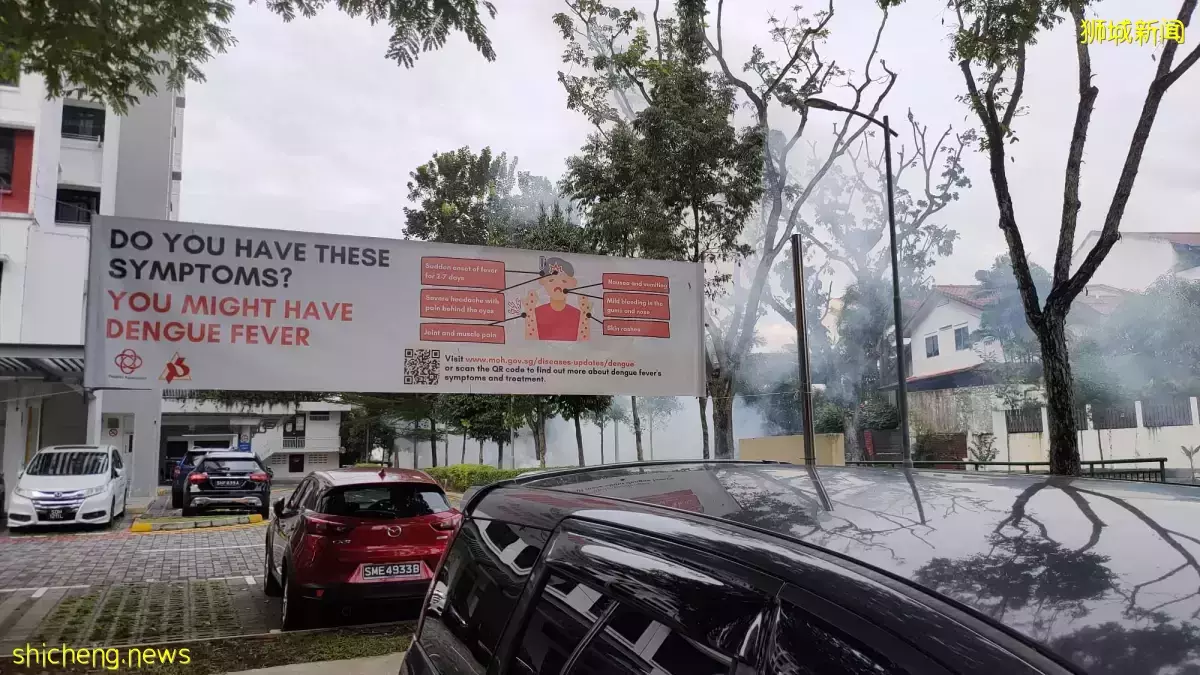 狮城新闻
DO YOU HAVE THESE
SYMPTOMS?
YOU MIGHT HAVE
DENGUE FEVER
Sudden onset of fever
for 3-7 days
Severe headache with
pain behind the eyes
Joint and muscle pain
Nausea and vomiting
Mild bleeding in the
gums and nose
Skin rashes
Visit www.moh.gov.sg/diseases-updates/dengue
or scan the QR code to find out more about dengue fever's
symptoms and treatment.
SME4933B
shicheng.news